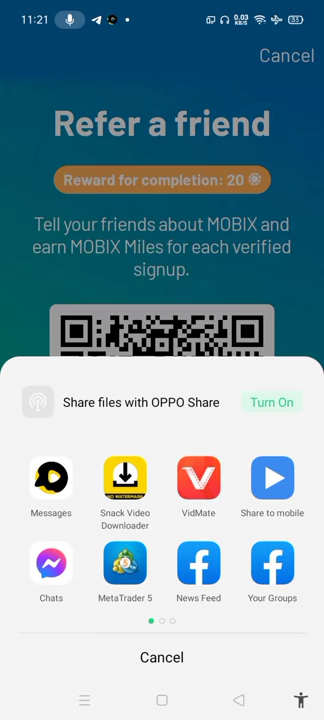 11:21
0.03
KB/S
53
Cancel
Refer a friend
Reward for completion: 20
Tell your friends about MOBIX and
earn MOBIX Miles for each verified
signup.
Share files with OPPO Share
Turn On
NO WATERMARK
Messages
Snack Video
Downloader
VidMate
Share to mobile
Chats
MetaTrader 5
News Feed
Your Groups
Cancel